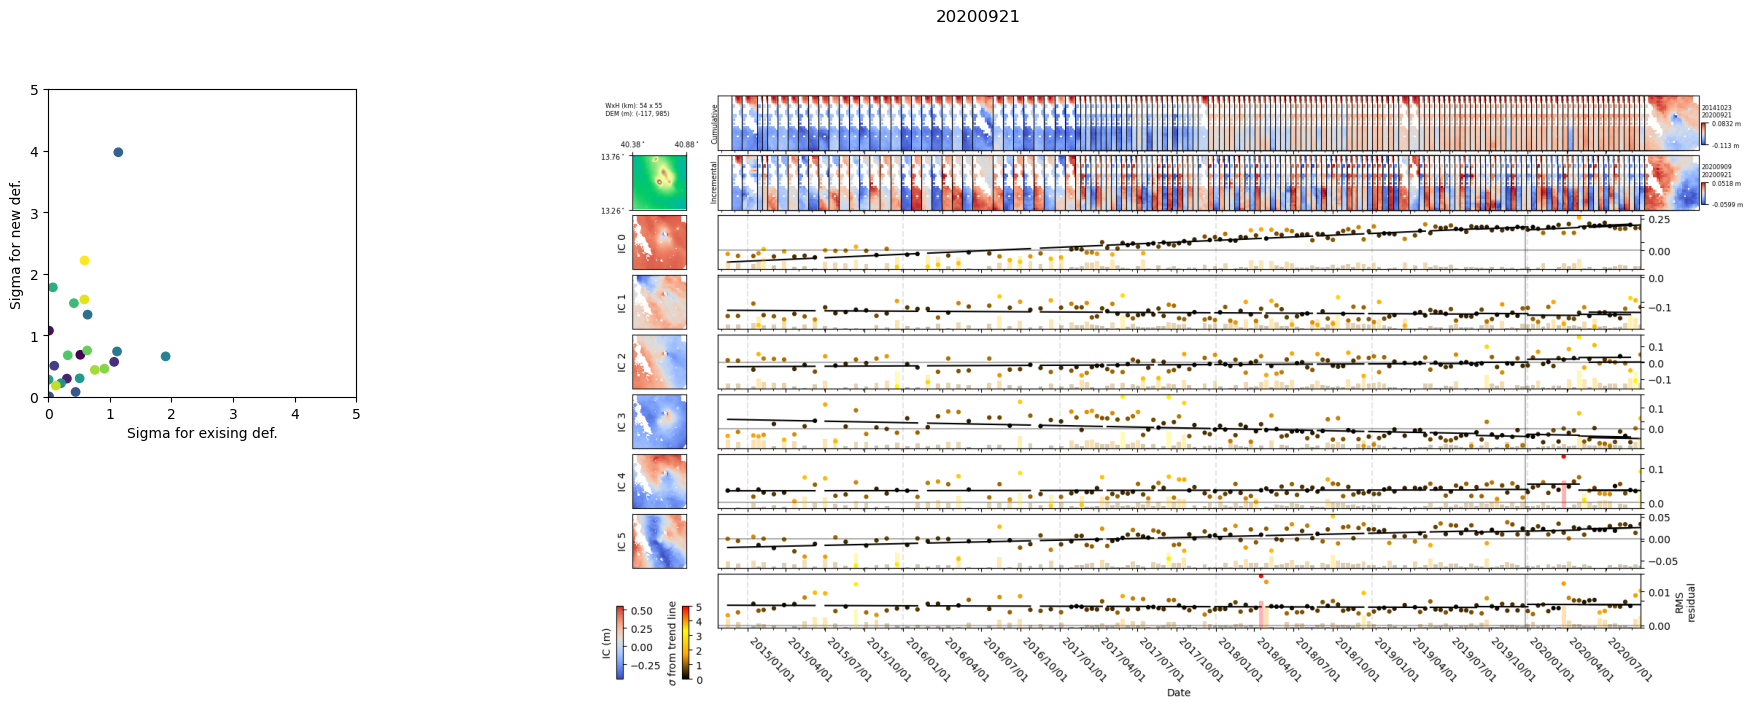 20200921
5
4
3
2
1
0
Sigma for new def.
0 1 2 3 4 5
Sigma for exising def.
WxH (km): 54 x 55
DEM (m): (-117, 985)
40.38° 40.88°
13.76°
13.26°
Cumulative
20141023
20200921
0.0832 m
-0.113 m
Incremental
20200909
20200921
0.0518 m
-0.0599 m
IC 0
0.25
0.00
IC 1
0.0
−0.1
IC 2
0.1
0.0
−0.1
IC 3
0.1
0.0
IC 4
0.1
0.0
IC 5
0.05
0.00
−0.05
0.01
0.00
RMS
residual
IC (m)
0.50
0.25
0.00
−0.25
σ from trend line
5
4
3
2
1
0
2015/01/01
2015/04/01
2015/07/01
2015/10/01
2016/01/01
2016/04/01
2016/07/01
2016/10/01
2017/01/01
2017/04/01
2017/07/01
2017/10/01
2018/01/01
2018/04/01
2018/07/01
2018/10/01
2019/01/01
2019/04/01
2019/07/01
2019/10/01
2020/01/01
2020/04/01
2020/07/01
Date